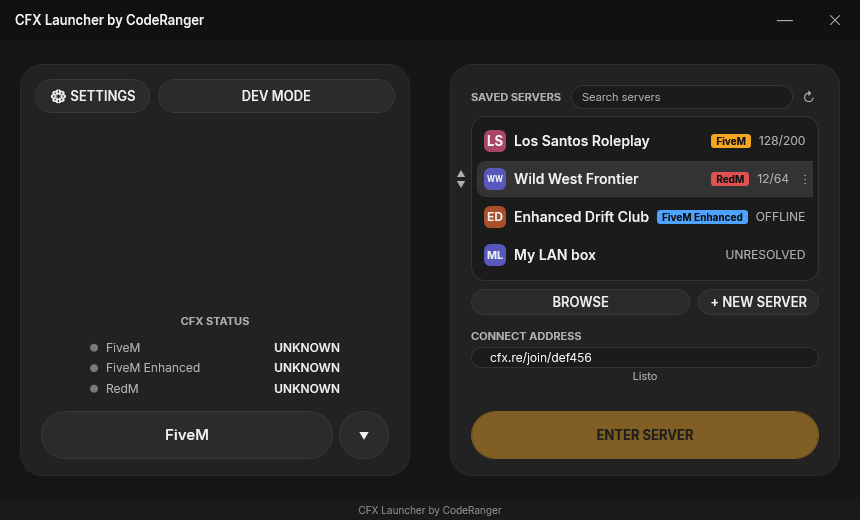 CFX Launcher by CodeRanger
SETTINGS
DEV MODE
CFX STATUS
FiveM UNKNOWN
FiveM Enhanced UNKNOWN
RedM UNKNOWN
FiveM
SAVED SERVERS Search servers
LS Los Santos Roleplay FiveM 128/200
WW Wild West Frontier RedM 12/64
ED Enhanced Drift Club FiveM Enhanced OFFLINE
ML My LAN box UNRESOLVED
BROWSE
+ NEW SERVER
CONNECT ADDRESS
cfx.re/join/def456
Listo
ENTER SERVER
CFX Launcher by CodeRanger